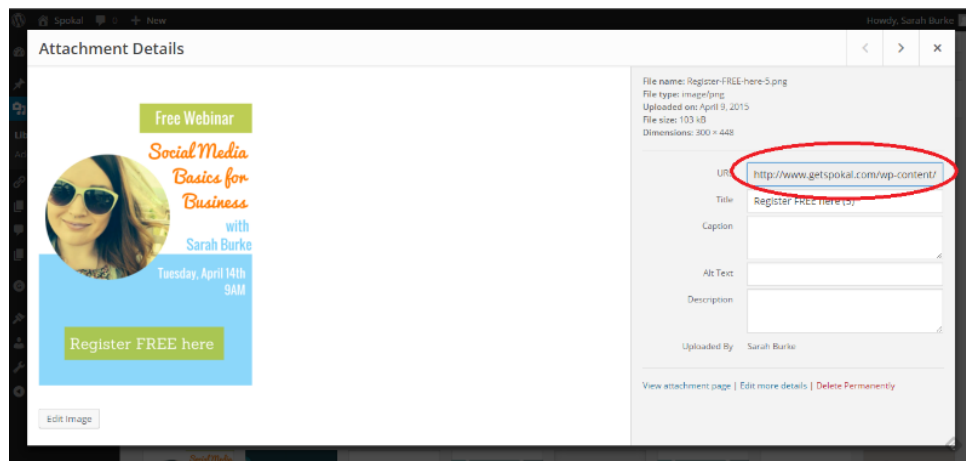 Spokal 0 + New
Howdy, Sarah Burke
Attachment Details
Free Webinar
Social Media
Basics for
Business
with
Sarah Burke
Tuesday, April 14th
9AM
Register FREE here
Edit Image
File name: Register-FREE-here-5.png
File type: image/png
Uploaded on: April 9, 2015
File size: 103 kB
Dimensions: 300 × 448
URL http://www.getspokal.com/wp-content/
Title Register FREE here (5)
Caption
Alt Text
Description
Uploaded By Sarah Burke
View attachment page | Edit more details | Delete Permanently